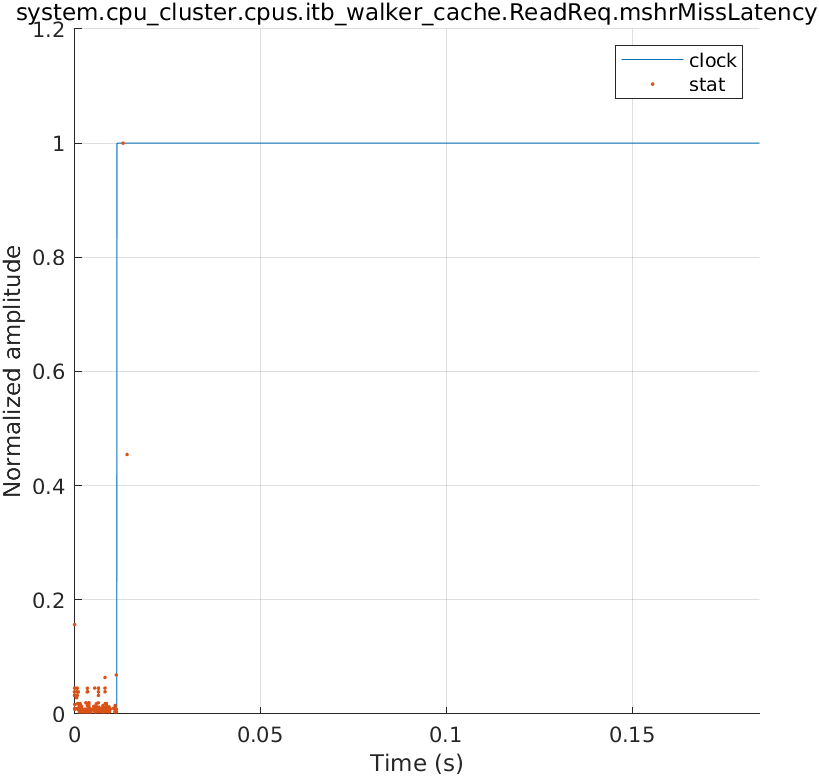 system.cpu_cluster.cpus.itb_walker_cache.ReadReq.mshrMissLatency
1.2
clock
stat
1
0.8
Normalized amplitude
0.6
0.4
0.2
0
0 0.05 0.1 0.15
Time (s)